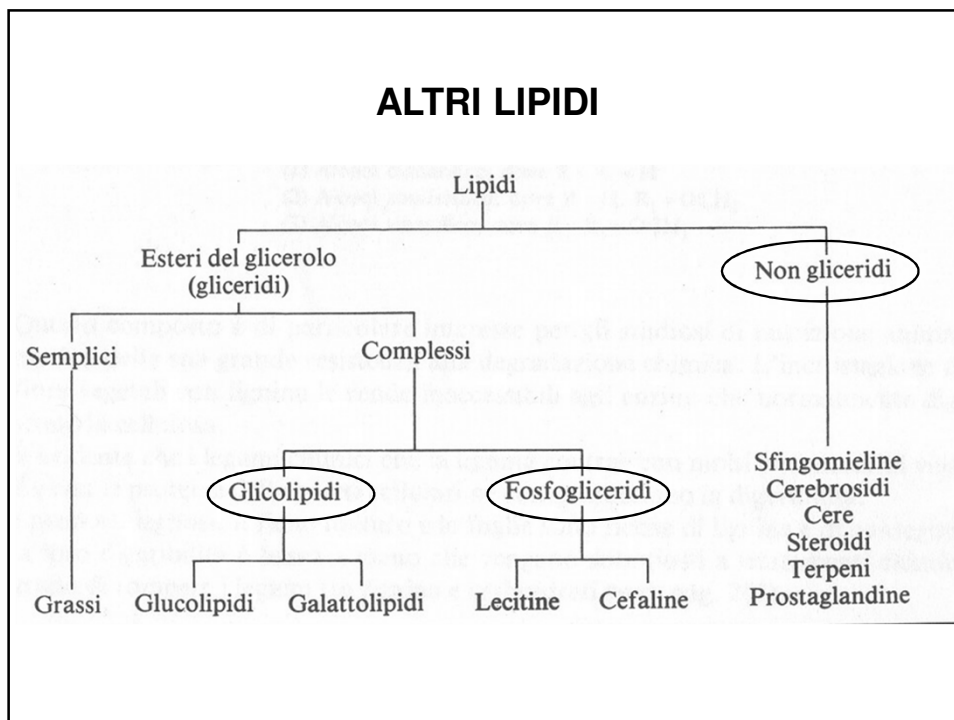 ALTRI LIPIDI
Lipidi
Esteri del glicerolo
(gliceridi)
Non gliceridi
Semplici
Complessi
Glicolipidi
Fosfogliceridi
Sfingomieline
Cerebrosidi
Cere
Steroidi
Terpeni
Prostaglandine
Grassi
Glucolipidi
Galattolipidi
Lecitine
Cefaline